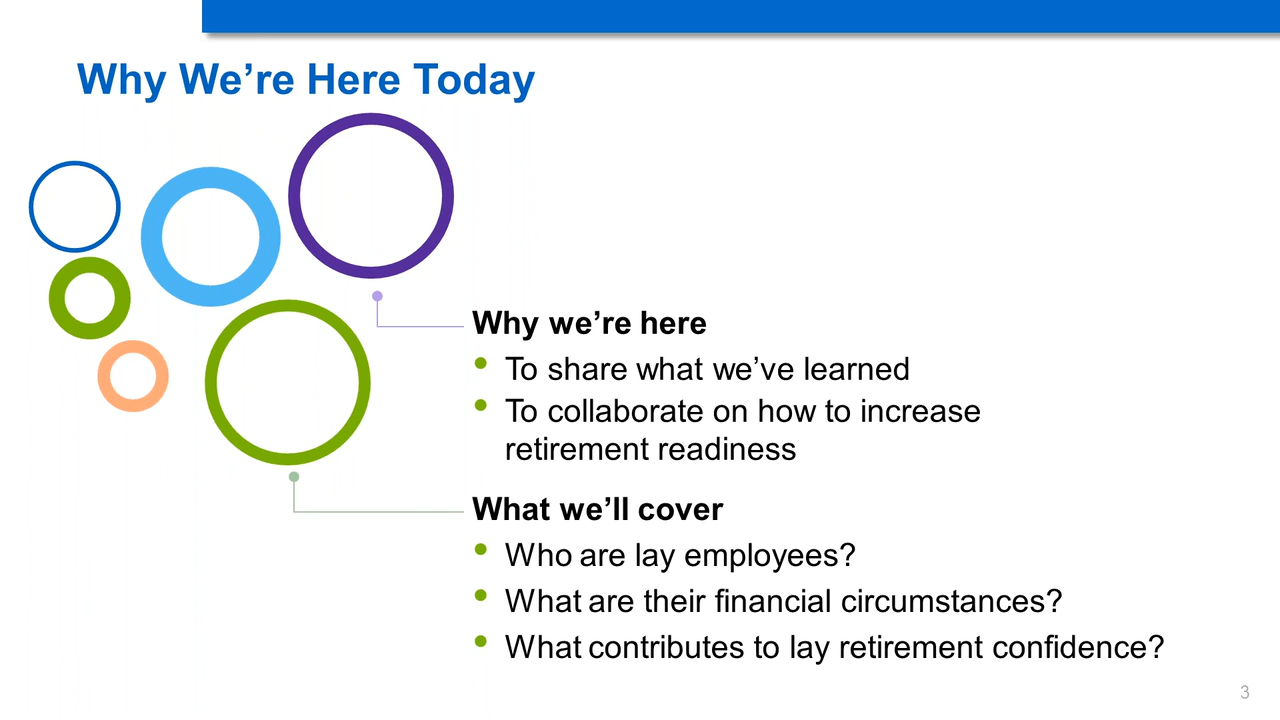 Why We’re Here Today
Why we’re here
• To share what we’ve learned
• To collaborate on how to increase
retirement readiness
What we’ll cover
• Who are lay employees?
• What are their financial circumstances?
• What contributes to lay retirement confidence?
3